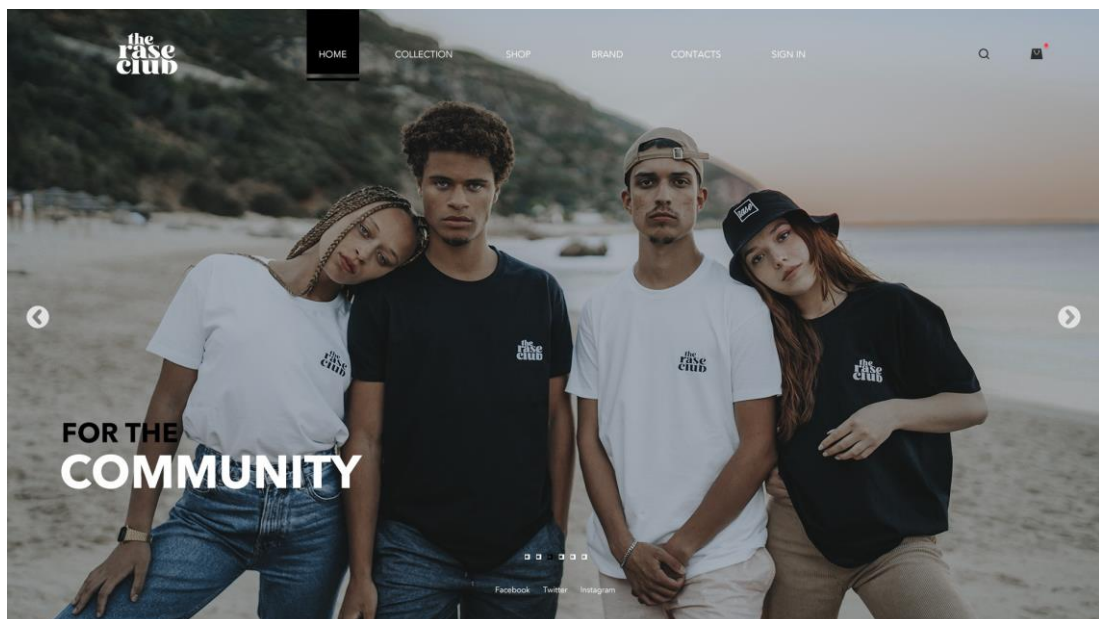 the
rase
club
HOME COLLECTION SHOP BRAND CONTACTS SIGN IN
rase
the
rase
club
the
rase
club
the
rase
club
the
rase
club
FOR THE
COMMUNITY
Facebook Twitter Instagram